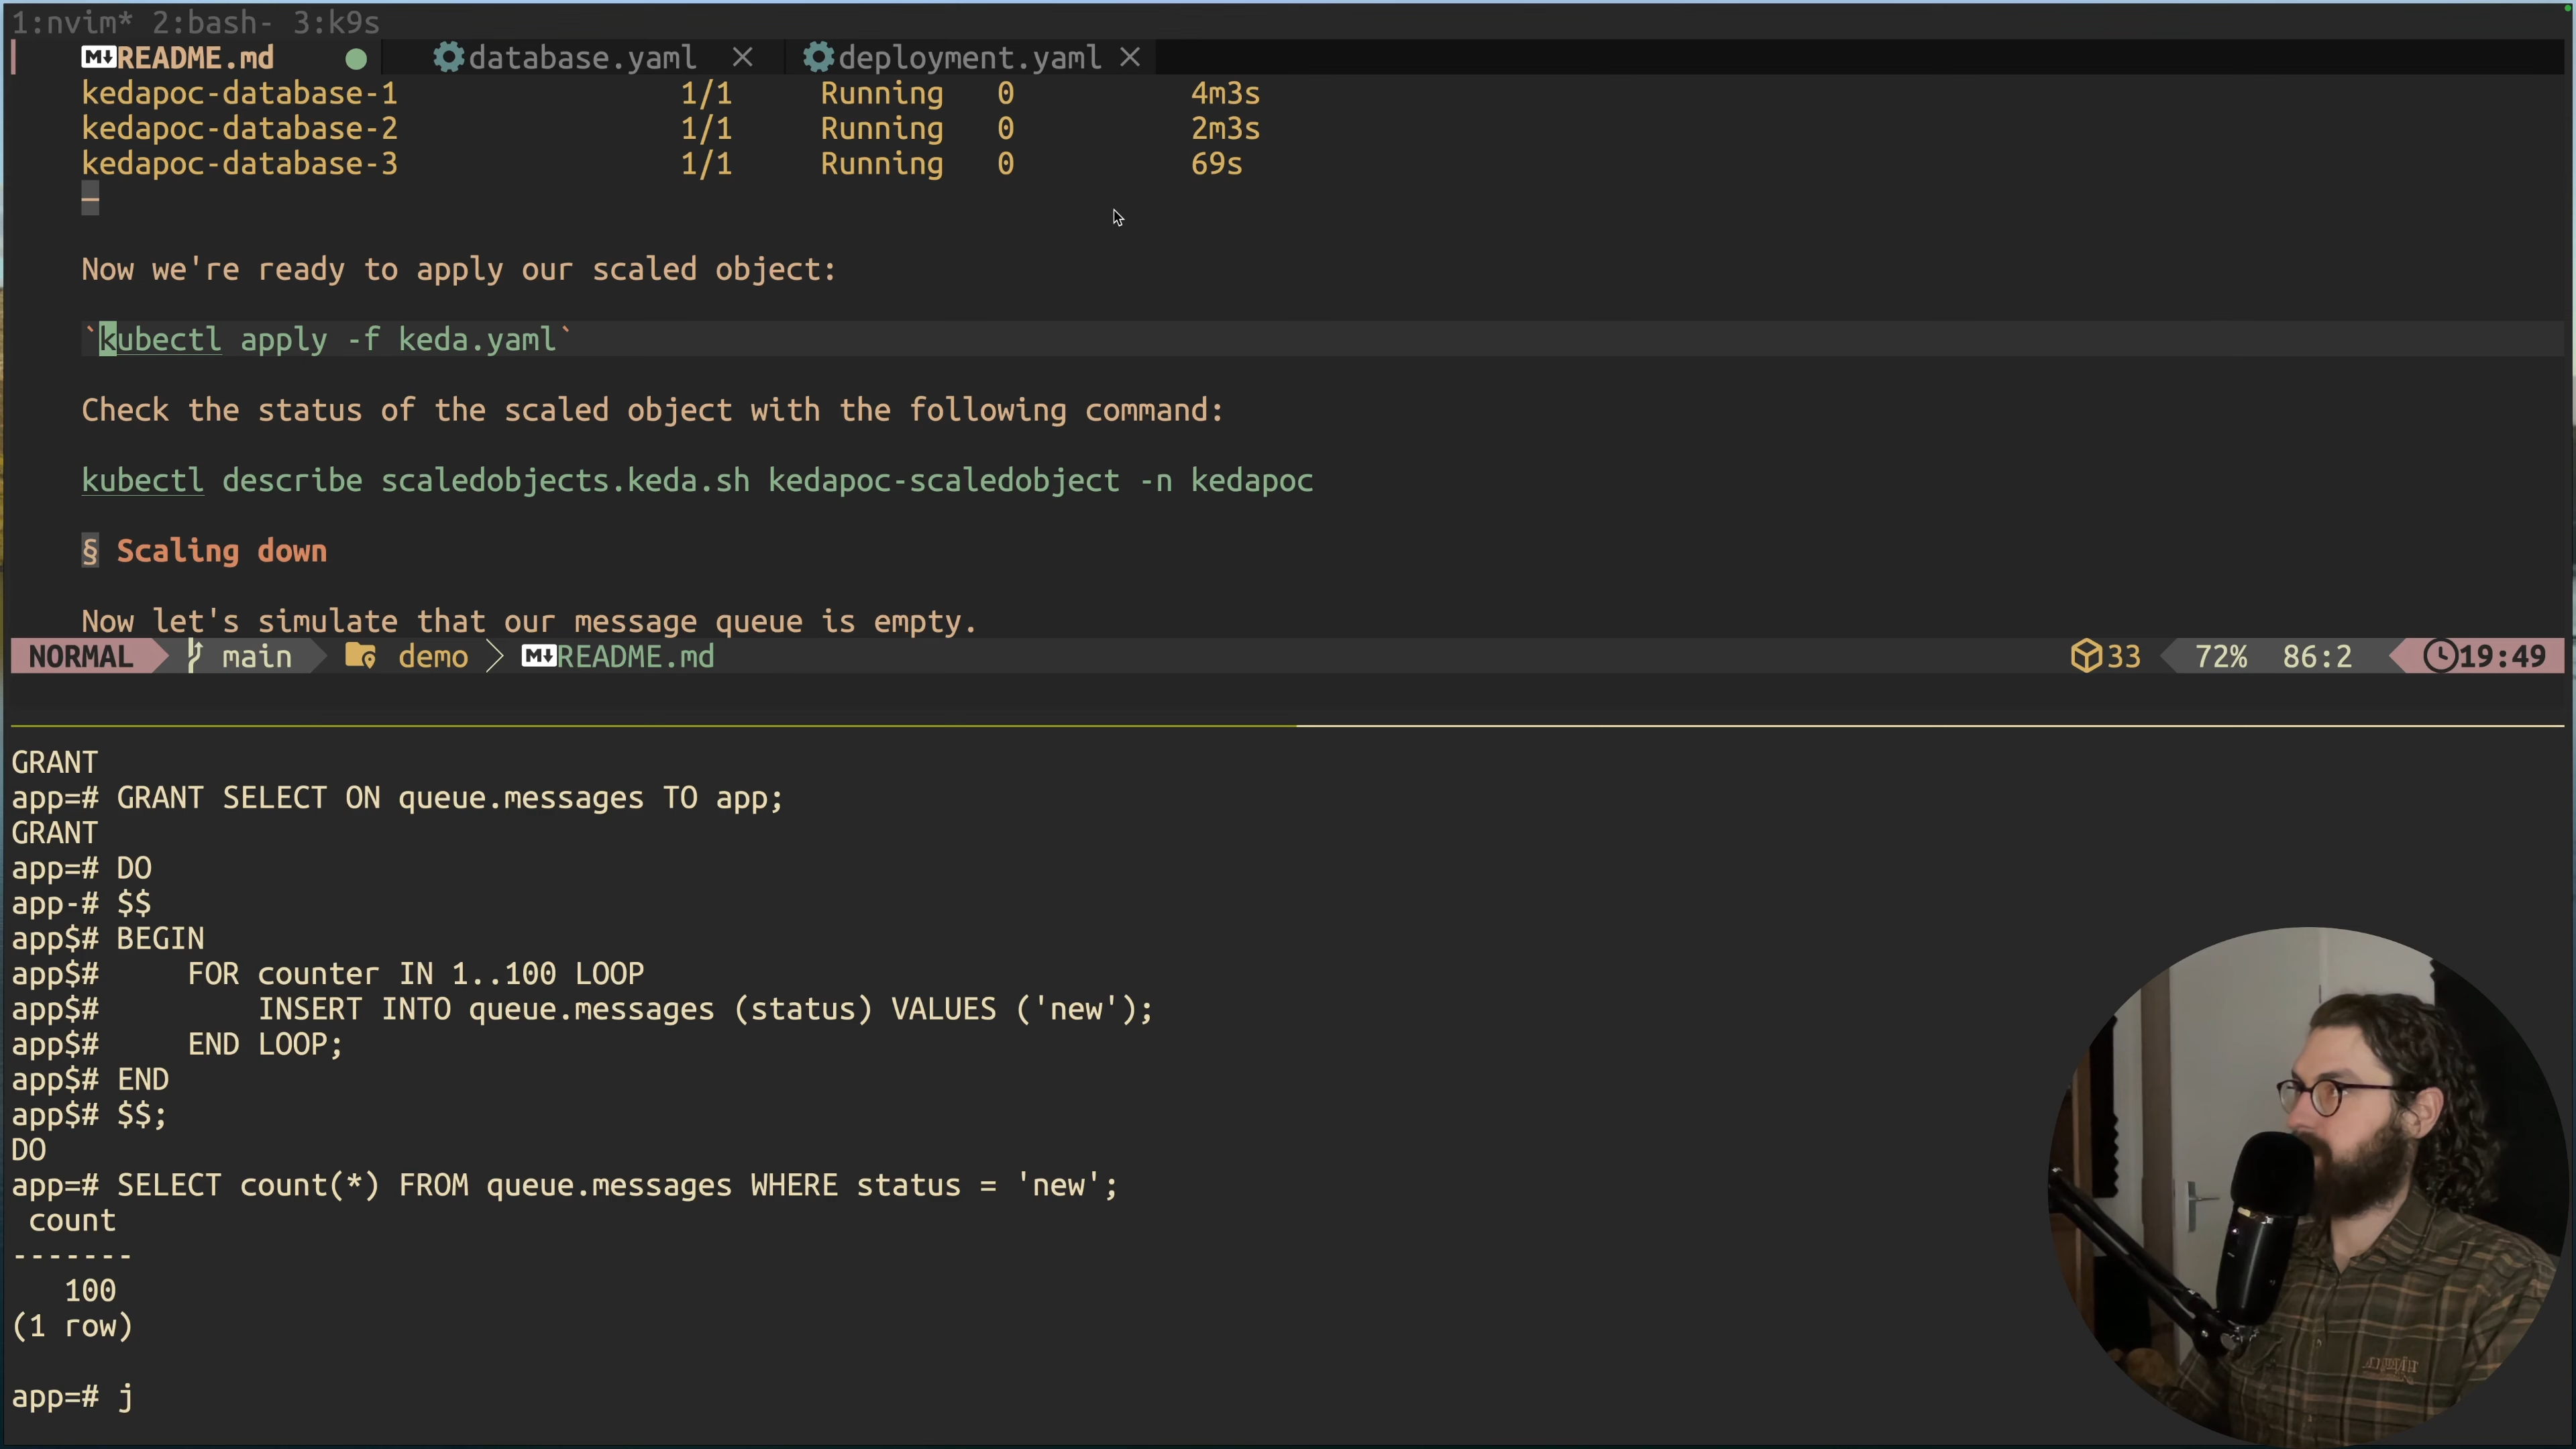 1:nvim* 2:bash- 3:k9s
README.md database.yaml deployment.yaml
kedapoc-database-1 1/1 Running 0 4m3s
kedapoc-database-2 1/1 Running 0 2m3s
kedapoc-database-3 1/1 Running 0 69s
Now we're ready to apply our scaled object:
`kubectl apply -f keda.yaml`
Check the status of the scaled object with the following command:
kubectl describe scaledobjects.keda.sh kedapoc-scaledobject -n kedapoc
§ Scaling down
Now let's simulate that our message queue is empty.
NORMAL main demo README.md 33 72% 86:2 19:49
GRANT
app=# GRANT SELECT ON queue.messages TO app;
GRANT
app=# DO
app-# $$
app$# BEGIN
app$#     FOR counter IN 1..100 LOOP
app$#         INSERT INTO queue.messages (status) VALUES ('new');
app$#     END LOOP;
app$# END
app$# $$;
DO
app=# SELECT count(*) FROM queue.messages WHERE status = 'new';
 count
-------
   100
(1 row)
app=# j